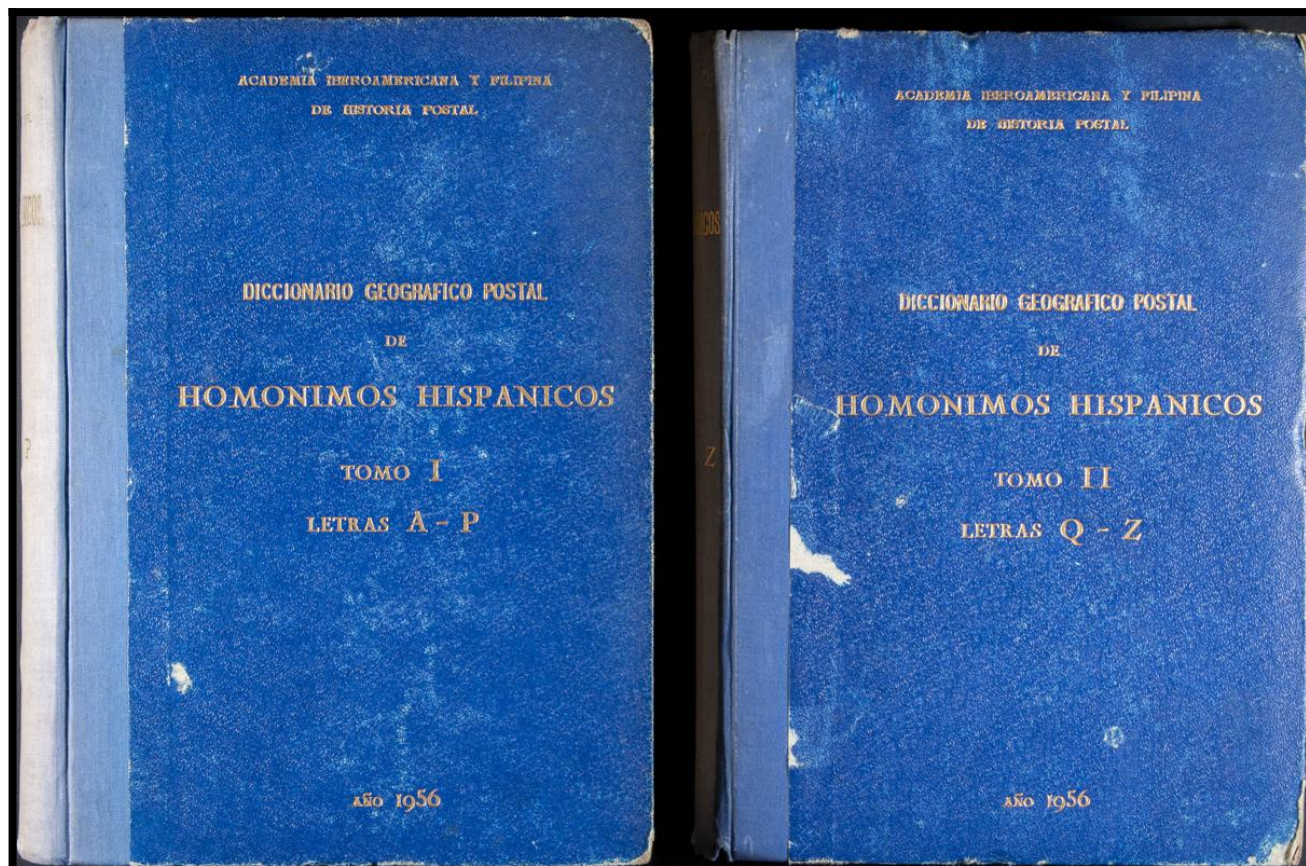 ACADEMIA IBEROAMERICANA Y FILIPINA
DE HISTORIA POSTAL
DICCIONARIO GEOGRAFICO POSTAL
DE
HOMONIMOS HISPANICOS
TOMO I
LETRAS A - P
AÑO 1956
ACADEMIA IBEROAMERICANA Y FILIPINA
DE HISTORIA POSTAL
DICCIONARIO GEOGRAFICO POSTAL
DE
HOMONIMOS HISPANICOS
TOMO II
LETRAS Q - Z
AÑO 1956
Z